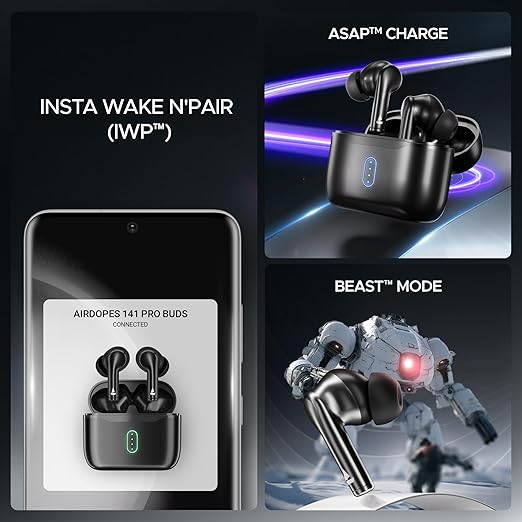 INSTA WAKE N'PAIR
(IWP™)
AIRDOPES 141 PRO BUDS
CONNECTED
ASAP™ CHARGE
BEAST™ MODE